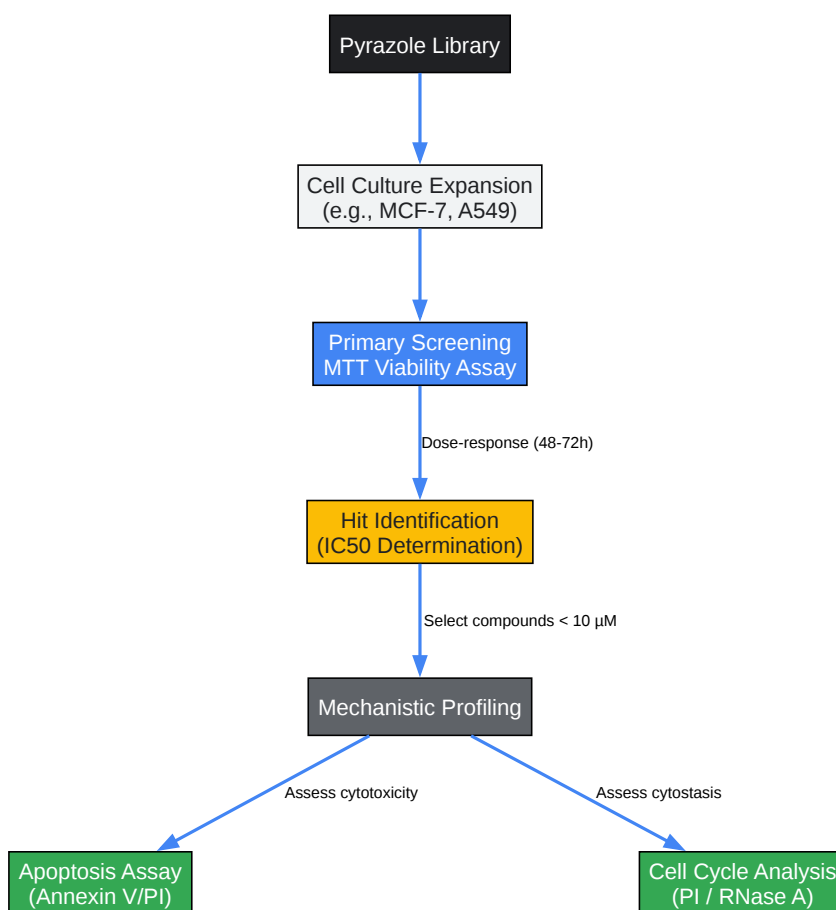 Pyrazole Library
Cell Culture Expansion
(e.g., MCF-7, A549)
Primary Screening
MTT Viability Assay
Dose-response (48-72h)
Hit Identification
(IC50 Determination)
Select compounds < 10 µM
Mechanistic Profiling
Assess cytotoxicity
Assess cytostasis
Apoptosis Assay
(Annexin V/PI)
Cell Cycle Analysis
(PI / RNase A)